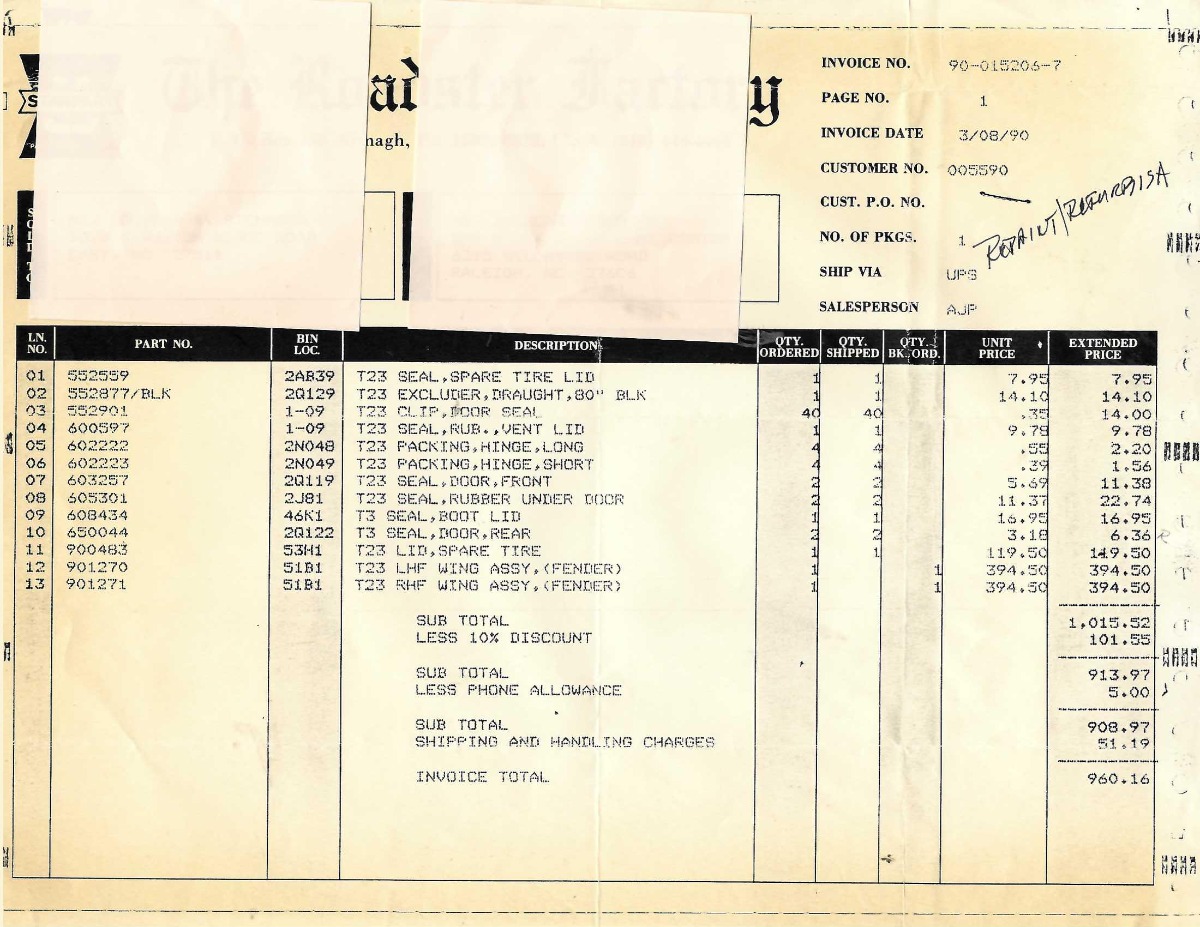 al y
INVOICE NO. 90-015206-7
PAGE NO. 1
nagh,
INVOICE DATE 3/08/90
CUSTOMER NO. 005590
CUST. P.O. NO.
REPAINT/REFURBISH
NO. OF PKGS. 1
SHIP VIA UPS
SALESPERSON AJP
LN. NO. PART NO. BIN LOC. DESCRIPTION QTY. ORDERED QTY. SHIPPED QTY. BK. ORD. UNIT PRICE EXTENDED PRICE
01 552559 2AB39 T23 SEAL,SPARE TIRE LID 1 1 7.95 7.95
02 552877/BLK 2Q129 T23 EXCLUDER,DRAUGHT,80" BLK 1 1 14.10 14.10
03 552901 1-09 T23 CLIP,DOOR SEAL 40 40 .35 14.00
04 600597 1-09 T23 SEAL,RUB.,VENT LID 1 1 9.78 9.78
05 602222 2N048 T23 PACKING,HINGE,LONG 4 4 .55 2.20
06 602223 2N049 T23 PACKING,HINGE,SHORT 4 4 .39 1.56
07 603257 2Q119 T23 SEAL,DOOR,FRONT 2 2 5.69 11.38
08 605301 2J81 T23 SEAL,RUBBER UNDER DOOR 2 2 11.37 22.74
09 608434 46K1 T3 SEAL,BOOT LID 1 1 16.95 16.95
10 650044 2Q122 T3 SEAL,DOOR,REAR 2 2 3.18 6.36
11 900483 53H1 T23 LID,SPARE TIRE 1 1 119.50 119.50
12 901270 51B1 T23 LHF WING ASSY,(FENDER) 1 1 394.50 394.50
13 901271 51B1 T23 RHF WING ASSY,(FENDER) 1 1 394.50 394.50
SUB TOTAL 1,015.52
LESS 10% DISCOUNT 101.55
SUB TOTAL 913.97
LESS PHONE ALLOWANCE 5.00
SUB TOTAL 908.97
SHIPPING AND HANDLING CHARGES 51.19
INVOICE TOTAL 960.16